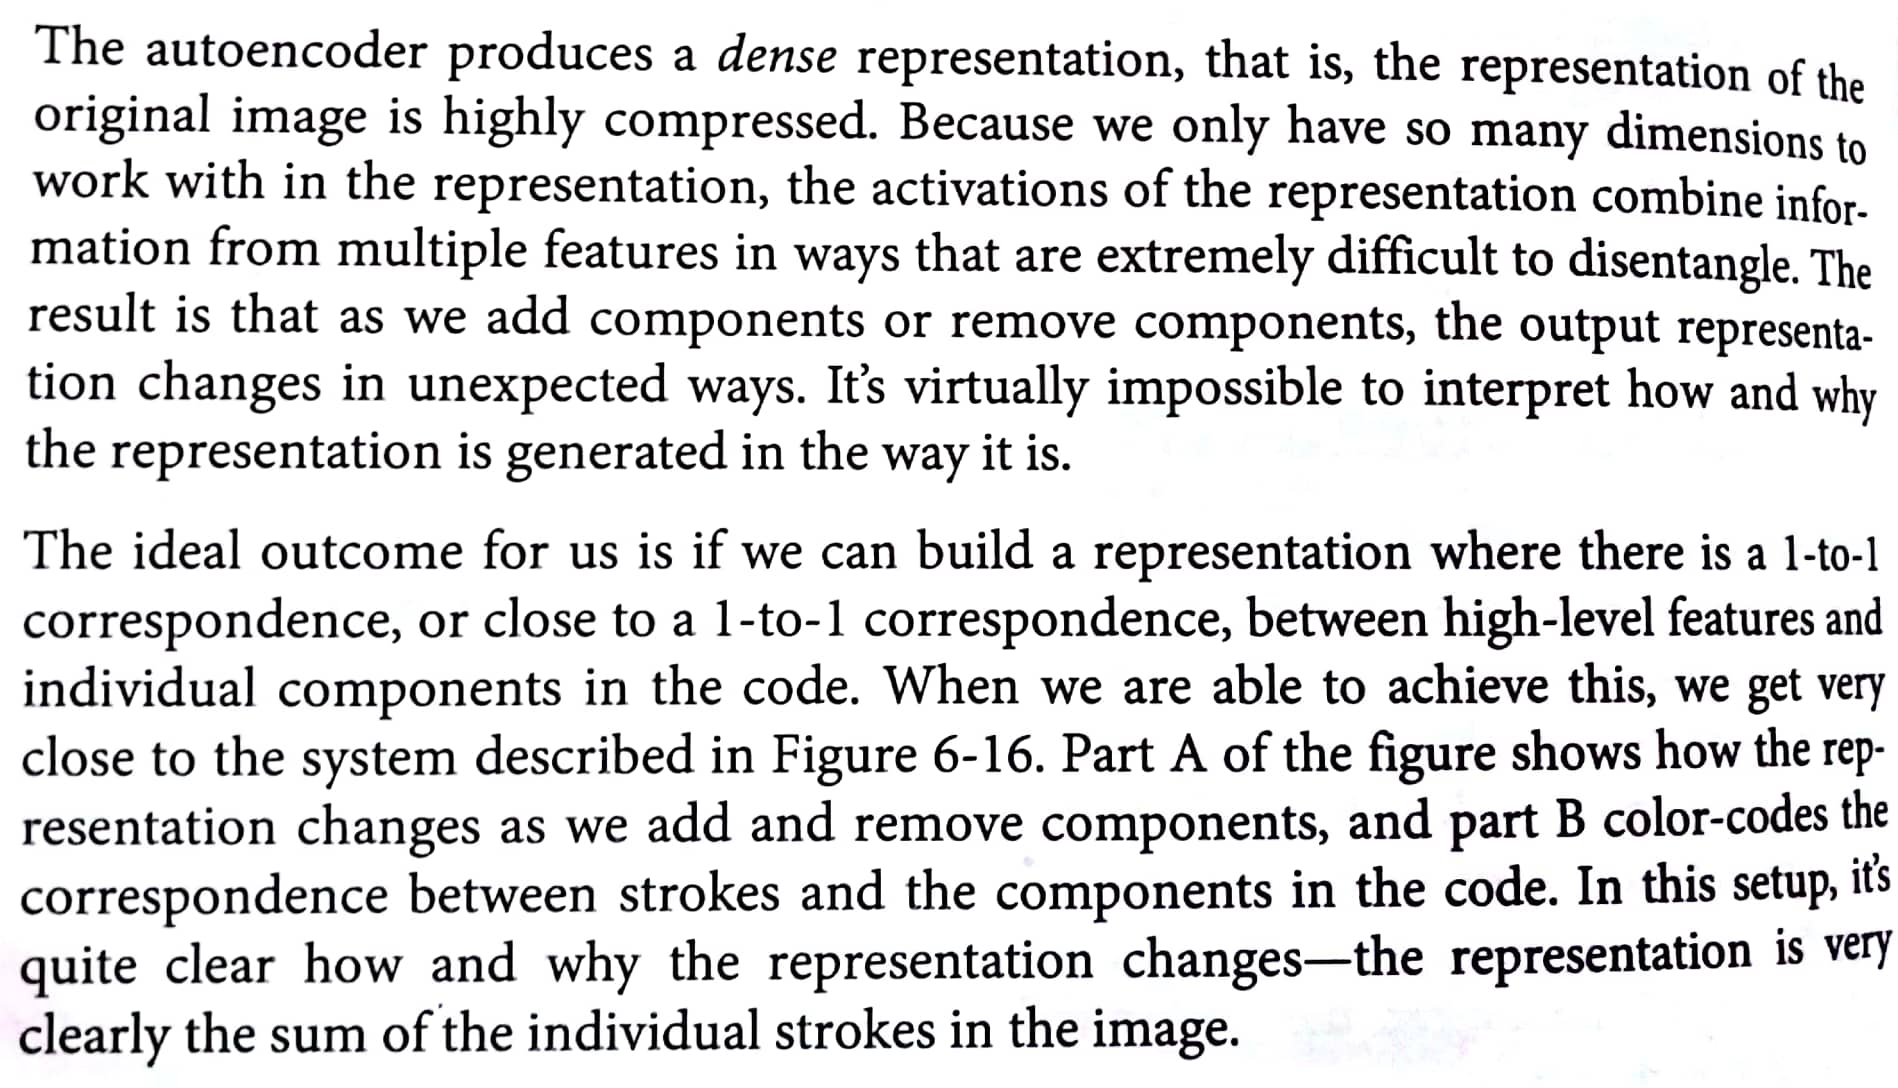 The autoencoder produces a dense representation, that is, the representation of the
original image is highly compressed. Because we only have so many dimensions to
work with in the representation, the activations of the representation combine infor-
mation from multiple features in ways that are extremely difficult to disentangle. The
result is that as we add components or remove components, the output representa-
tion changes in unexpected ways. It’s virtually impossible to interpret how and why
the representation is generated in the way it is.
The ideal outcome for us is if we can build a representation where there is a 1-to-1
correspondence, or close to a 1-to-1 correspondence, between high-level features and
individual components in the code. When we are able to achieve this, we get very
close to the system described in Figure 6-16. Part A of the figure shows how the rep-
resentation changes as we add and remove components, and part B color-codes the
correspondence between strokes and the components in the code. In this setup, it’s
quite clear how and why the representation changes—the representation is very
clearly the sum of the individual strokes in the image.